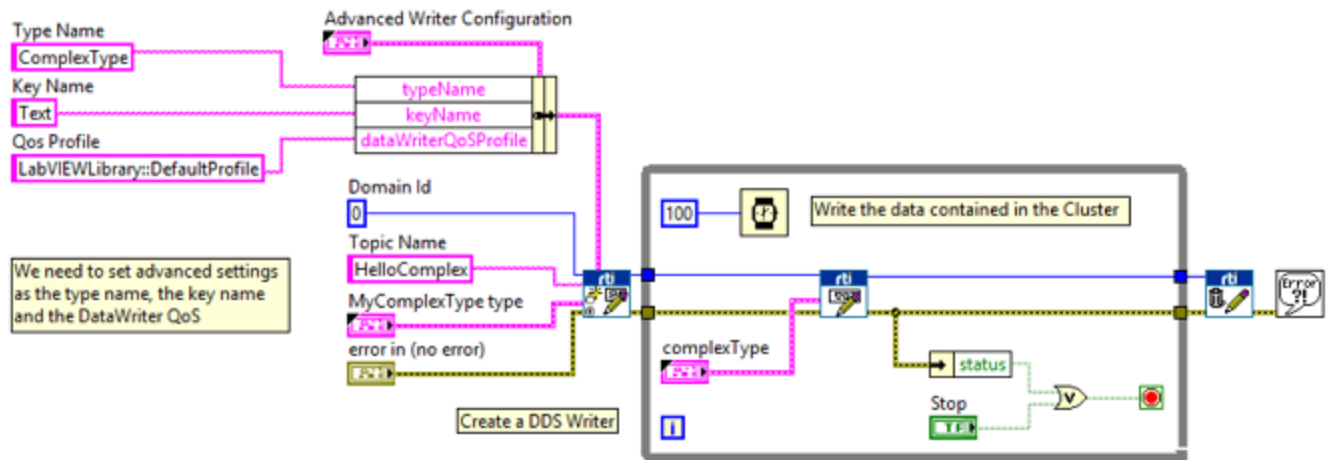 Advanced Writer Configuration
Type Name
ComplexType
Key Name
Text
Qos Profile
LabVIEWLibrary::DefaultProfile
typeName
keyName
dataWriterQoSProfile
Domain Id
0
Topic Name
HelloComplex
MyComplexType type
error in (no error)
We need to set advanced settings
as the type name, the key name
and the DataWriter QoS
Create a DDS Writer
rti
100
Write the data contained in the Cluster
rti
complexType
i
status
Stop
TF
rti
Error
?!